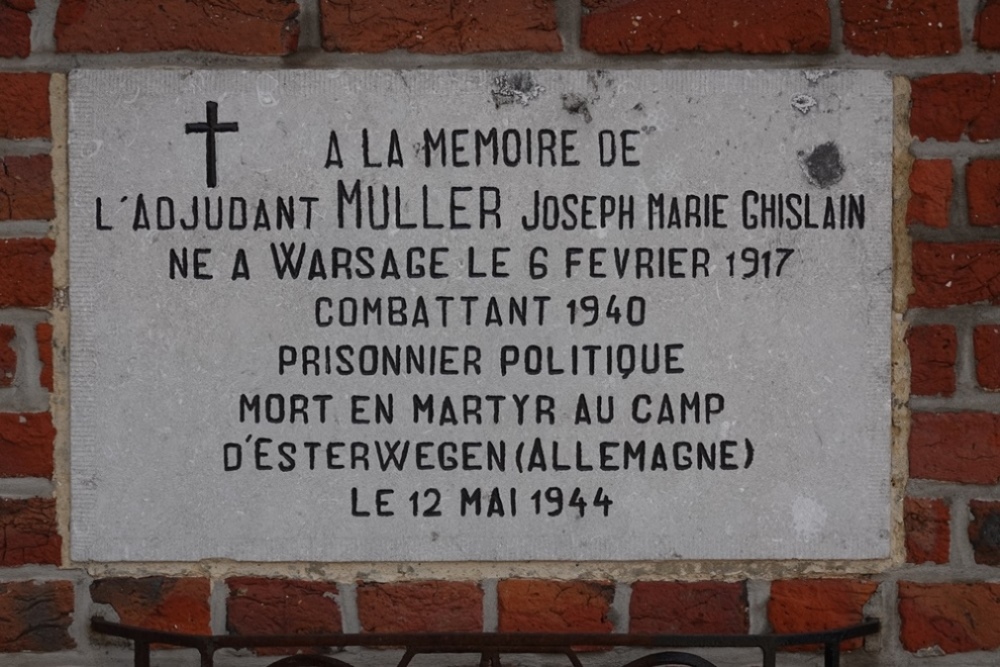 A LA MEMOIRE DE
L'ADJUDANT MULLER JOSEPH MARIE GHISLAIN
NE A WARSAGE LE 6 FEVRIER 1917
COMBATTANT 1940
PRISONNIER POLITIQUE
MORT EN MARTYR AU CAMP
D'ESTERWEGEN (ALLEMAGNE)
LE 12 MAI 1944